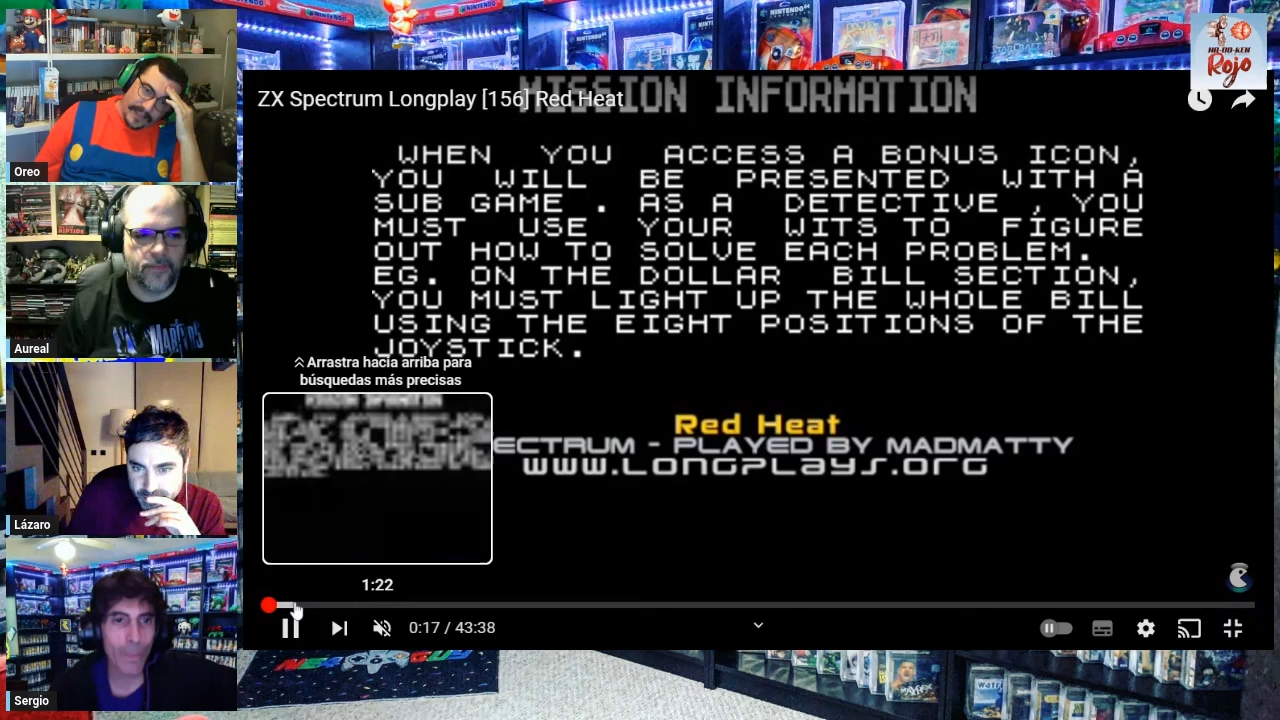 ZX Spectrum Longplay [156] Red Heat
MISSION INFORMATION
HA-DO-KEN
Rojo
WHEN YOU ACCESS A BONUS ICON,
YOU WILL BE PRESENTED WITH A
SUB GAME . AS A DETECTIVE , YOU
MUST USE YOUR WITS TO FIGURE
OUT HOW TO SOLVE EACH PROBLEM.
EG. ON THE DOLLAR BILL SECTION,
YOU MUST LIGHT UP THE WHOLE BILL
USING THE EIGHT POSITIONS OF THE
JOYSTICK.
Arrastra hacia arriba para
búsquedas más precisas
Red Heat
ECTRUM - PLAYED BY MADMATTY
WWW.LONGPLAYS.ORG
1:22
0:17 / 43:38
Oreo
Aureal
Lázaro
Sergio